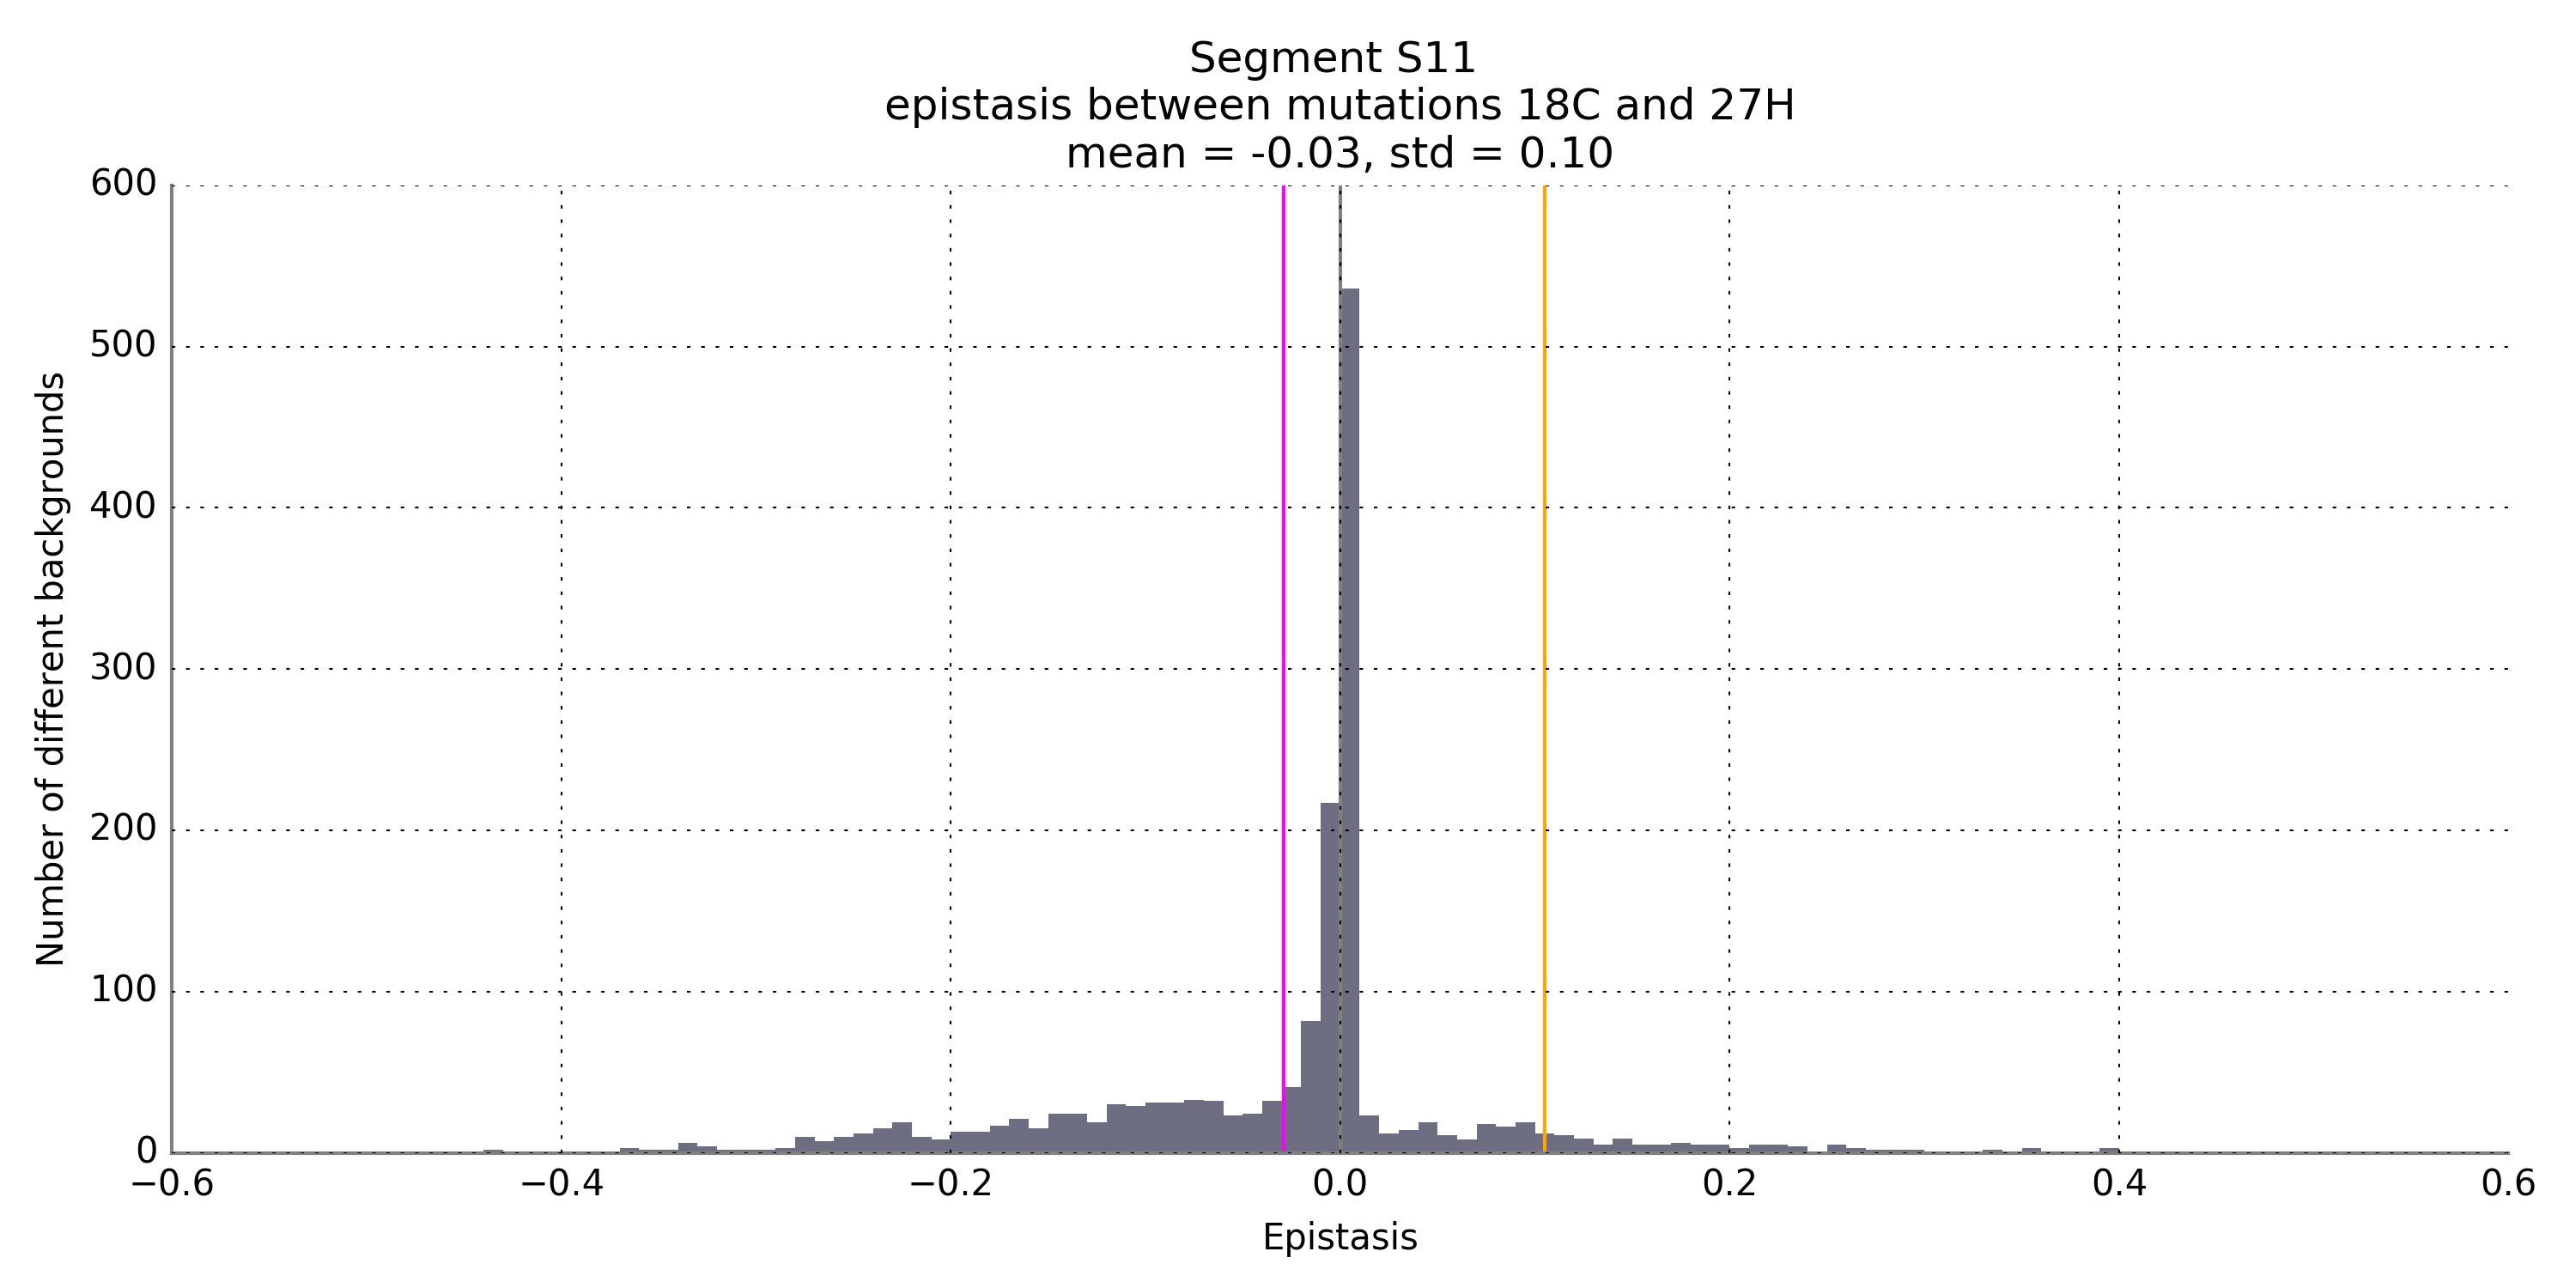 Segment S11
epistasis between mutations 18C and 27H
mean = -0.03, std = 0.10
Number of different backgrounds
600
500
400
300
200
100
0
−0.6 −0.4 −0.2 0.0 0.2 0.4 0.6
Epistasis